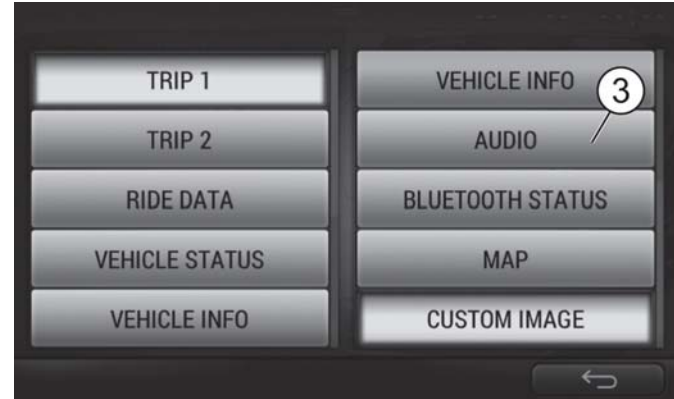 TRIP 1
TRIP 2
RIDE DATA
VEHICLE STATUS
VEHICLE INFO
VEHICLE INFO
3
AUDIO
BLUETOOTH STATUS
MAP
CUSTOM IMAGE